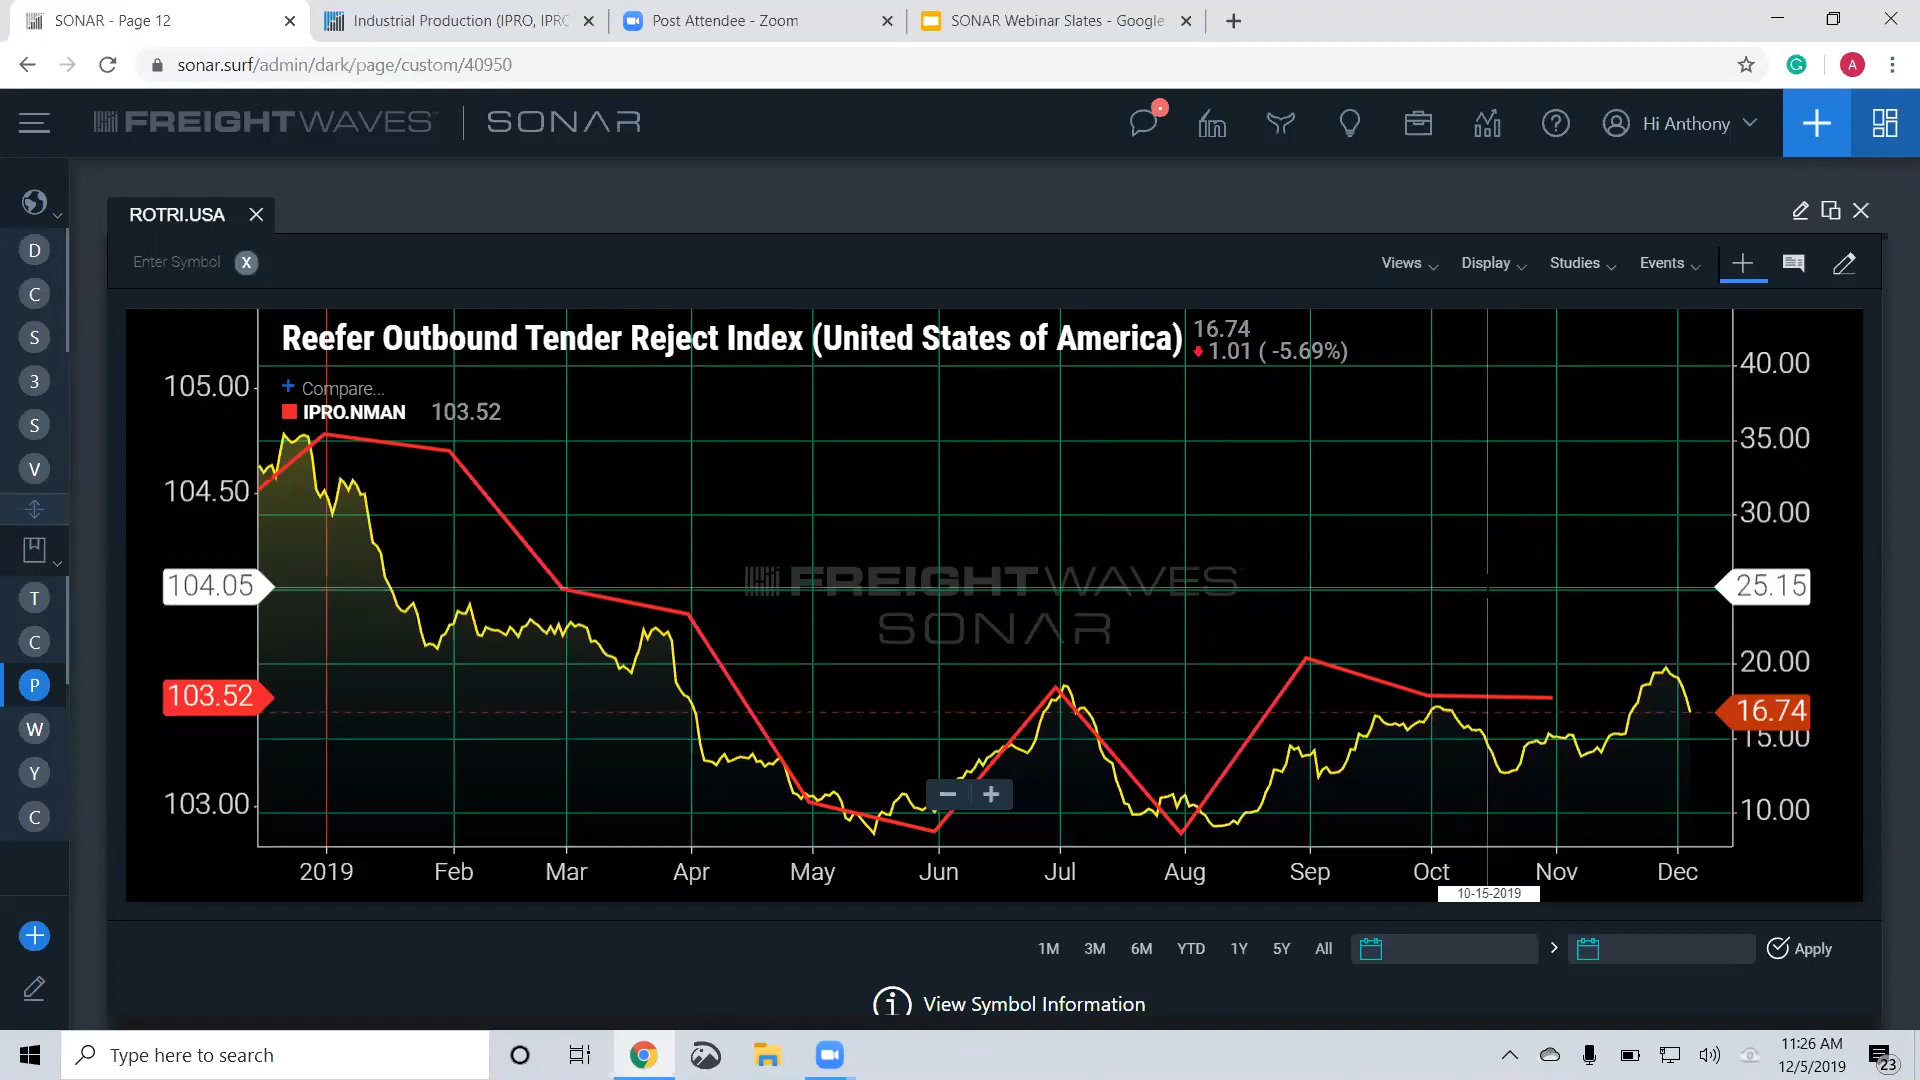 SONAR - Page 12
Industrial Production (IPRO, IPRC
Post Attendee - Zoom
SONAR Webinar Slates - Google
sonar.surf/admin/dark/page/custom/40950
G
A
FREIGHTWAVES
SONAR
Hi Anthony
D
C
S
3
S
V
T
C
P
W
Y
C
ROTRI.USA
Enter Symbol X
Views
Display
Studies
Events
Reefer Outbound Tender Reject Index (United States of America)
16.74
1.01 ( -5.69%)
+ Compare...
IPRO.NMAN 103.52
105.00
104.50
104.05
103.52
103.00
40.00
35.00
30.00
25.15
20.00
16.74
15.00
10.00
FREIGHTWAVES
SONAR
2019 Feb Mar Apr May Jun Jul Aug Sep Oct Nov Dec
10-15-2019
1M 3M 6M YTD 1Y 5Y All
Apply
View Symbol Information
Type here to search
11:26 AM
12/5/2019
23